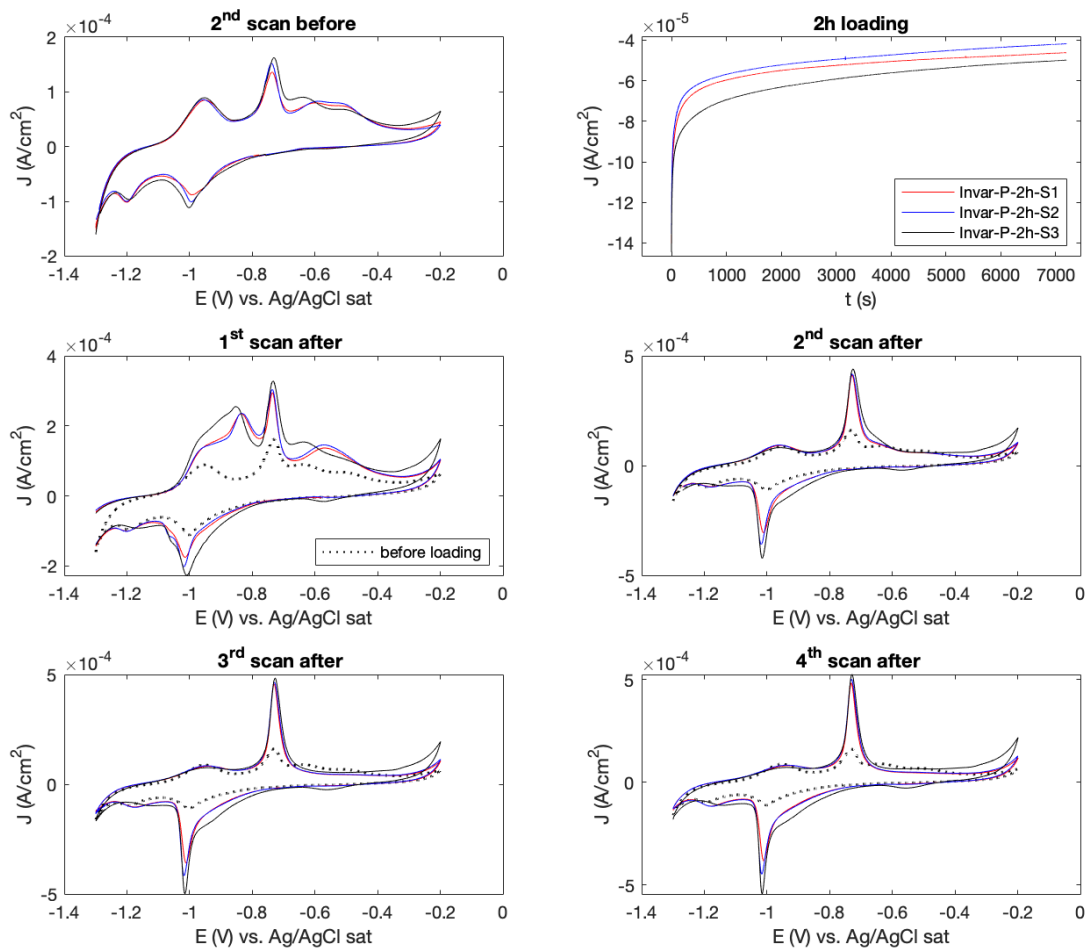 2nd scan before
×10-4
2
1
0
-1
-2
J (A/cm2)
-1.4 -1.2 -1 -0.8 -0.6 -0.4 -0.2 0
E (V) vs. Ag/AgCl sat
2h loading
×10-5
-4
-6
-8
-10
-12
-14
J (A/cm2)
0 1000 2000 3000 4000 5000 6000 7000
t (s)
Invar-P-2h-S1
Invar-P-2h-S2
Invar-P-2h-S3
1st scan after
×10-4
4
2
0
-2
J (A/cm2)
before loading
-1.4 -1.2 -1 -0.8 -0.6 -0.4 -0.2 0
E (V) vs. Ag/AgCl sat
2nd scan after
×10-4
5
0
-5
J (A/cm2)
-1.4 -1.2 -1 -0.8 -0.6 -0.4 -0.2 0
E (V) vs. Ag/AgCl sat
3rd scan after
×10-4
5
0
-5
J (A/cm2)
-1.4 -1.2 -1 -0.8 -0.6 -0.4 -0.2 0
E (V) vs. Ag/AgCl sat
4th scan after
×10-4
5
0
-5
J (A/cm2)
-1.4 -1.2 -1 -0.8 -0.6 -0.4 -0.2 0
E (V) vs. Ag/AgCl sat